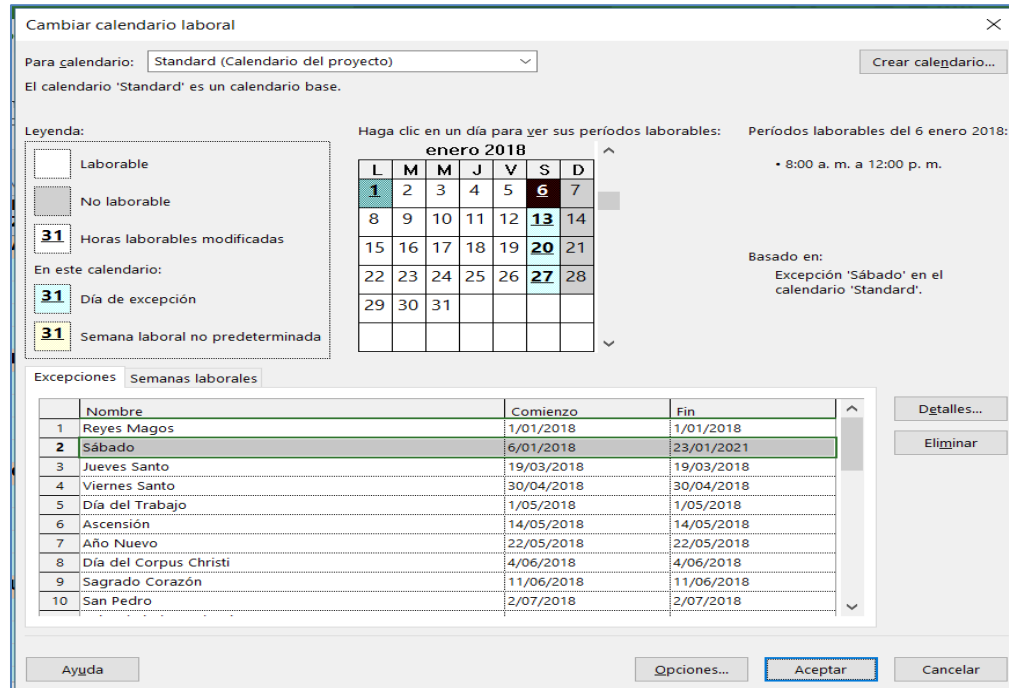 Cambiar calendario laboral
Para calendario: Standard (Calendario del proyecto)
Crear calendario...
El calendario 'Standard' es un calendario base.
Leyenda:
Laborable
No laborable
31 Horas laborables modificadas
En este calendario:
31 Día de excepción
31 Semana laboral no predeterminada
Haga clic en un día para ver sus períodos laborables:
enero 2018
L M M J V S D
1 2 3 4 5 6 7
8 9 10 11 12 13 14
15 16 17 18 19 20 21
22 23 24 25 26 27 28
29 30 31
Períodos laborables del 6 enero 2018:
• 8:00 a. m. a 12:00 p. m.
Basado en:
Excepción 'Sábado' en el
calendario 'Standard'.
Excepciones Semanas laborales
Nombre Comienzo Fin
1 Reyes Magos 1/01/2018 1/01/2018
2 Sábado 6/01/2018 23/01/2021
3 Jueves Santo 19/03/2018 19/03/2018
4 Viernes Santo 30/04/2018 30/04/2018
5 Día del Trabajo 1/05/2018 1/05/2018
6 Ascensión 14/05/2018 14/05/2018
7 Año Nuevo 22/05/2018 22/05/2018
8 Día del Corpus Christi 4/06/2018 4/06/2018
9 Sagrado Corazón 11/06/2018 11/06/2018
10 San Pedro 2/07/2018 2/07/2018
Detalles...
Eliminar
Ayuda
Opciones...
Aceptar
Cancelar